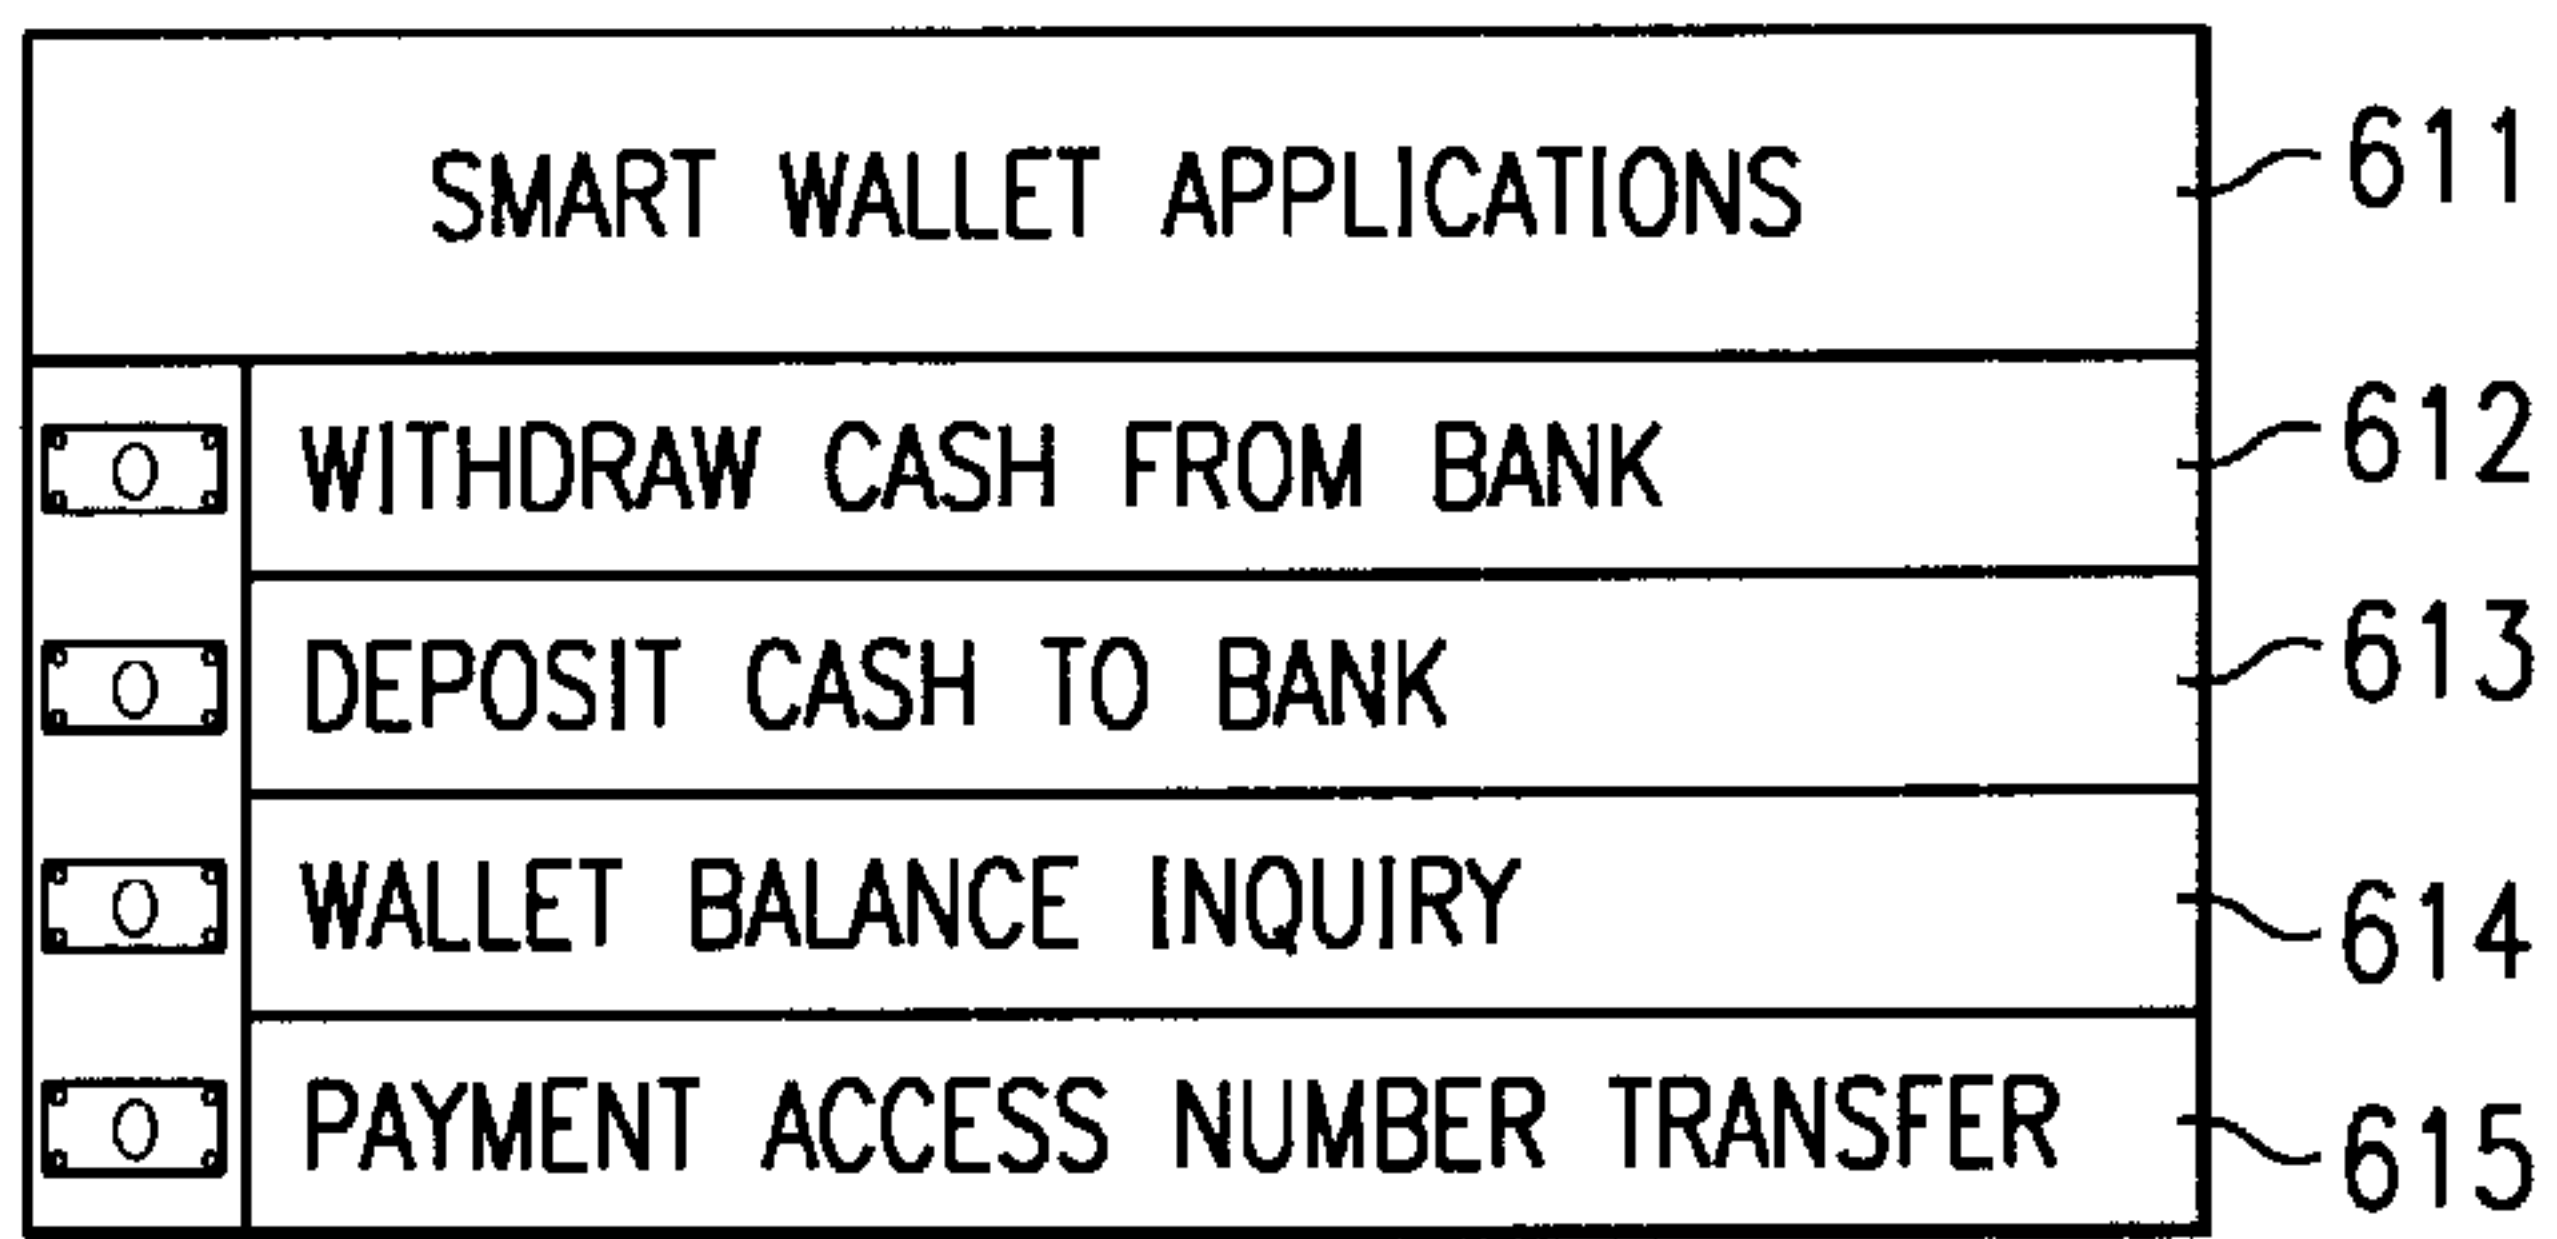 SMART WALLET APPLICATIONS 611
WITHDRAW CASH FROM BANK 612
DEPOSIT CASH TO BANK 613
WALLET BALANCE INQUIRY 614
PAYMENT ACCESS NUMBER TRANSFER 615